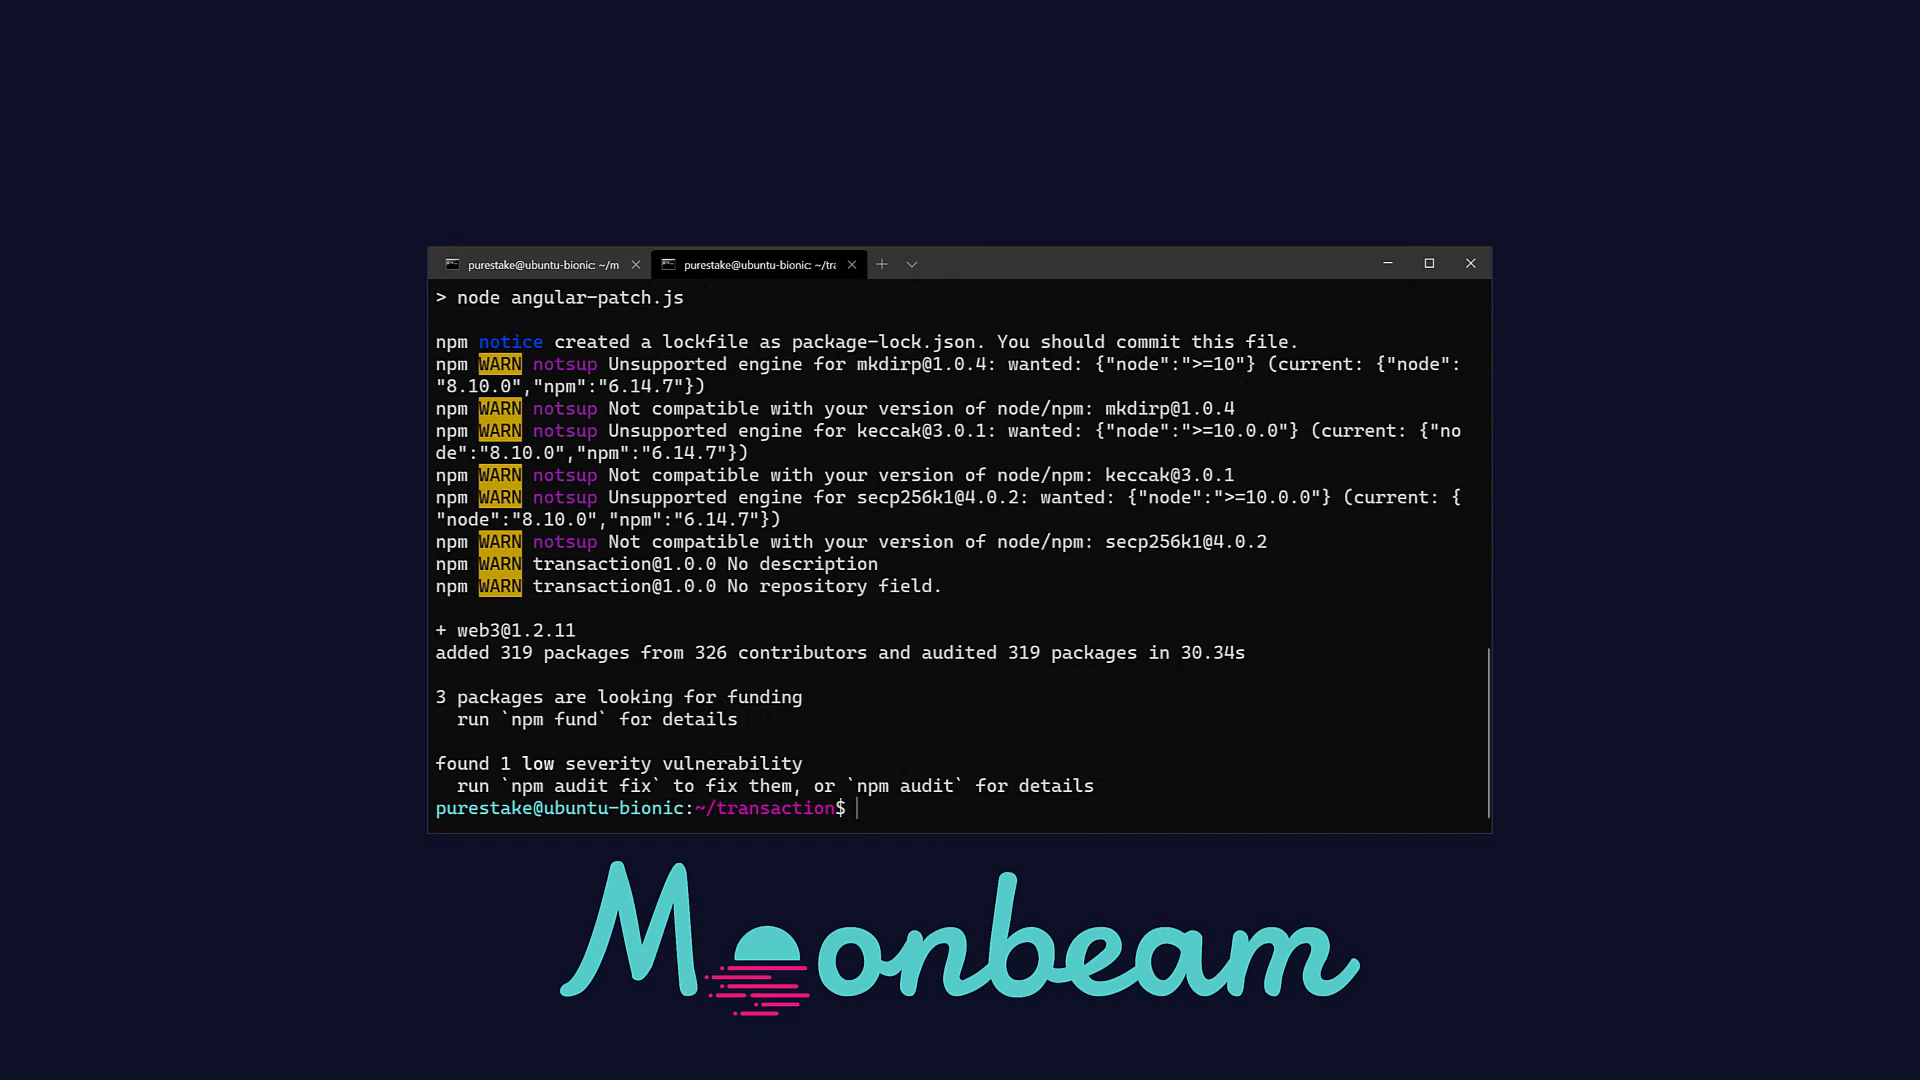 purestake@ubuntu-bionic: ~/m
purestake@ubuntu-bionic: ~/tra
> node angular-patch.js
npm notice created a lockfile as package-lock.json. You should commit this file.
npm WARN notsup Unsupported engine for mkdirp@1.0.4: wanted: {"node":">=10"} (current: {"node":
"8.10.0","npm":"6.14.7"})
npm WARN notsup Not compatible with your version of node/npm: mkdirp@1.0.4
npm WARN notsup Unsupported engine for keccak@3.0.1: wanted: {"node":">=10.0.0"} (current: {"no
de":"8.10.0","npm":"6.14.7"})
npm WARN notsup Not compatible with your version of node/npm: keccak@3.0.1
npm WARN notsup Unsupported engine for secp256k1@4.0.2: wanted: {"node":">=10.0.0"} (current: {
"node":"8.10.0","npm":"6.14.7"})
npm WARN notsup Not compatible with your version of node/npm: secp256k1@4.0.2
npm WARN transaction@1.0.0 No description
npm WARN transaction@1.0.0 No repository field.
+ web3@1.2.11
added 319 packages from 326 contributors and audited 319 packages in 30.34s
3 packages are looking for funding
run `npm fund` for details
found 1 low severity vulnerability
run `npm audit fix` to fix them, or `npm audit` for details
purestake@ubuntu-bionic:~/transaction$
Moonbeam